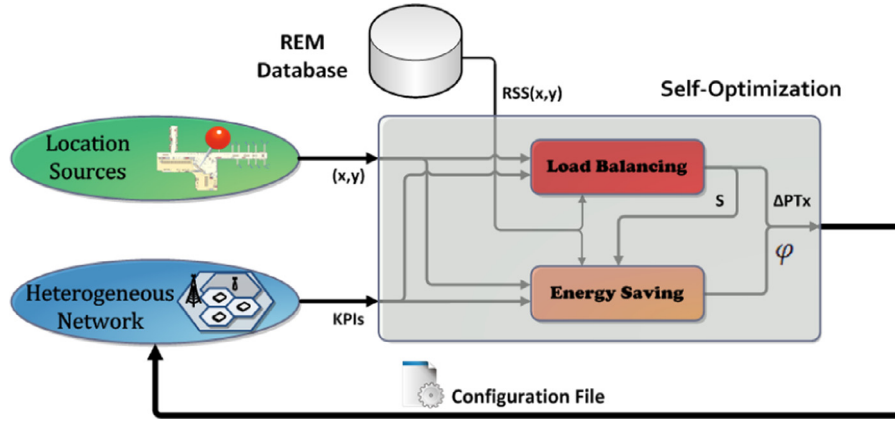 REM
Database
RSS(x,y)
Self-Optimization
Location
Sources
(x,y)
Load Balancing
S
ΔPTx
φ
Heterogeneous
Network
KPIs
Energy Saving
Configuration File